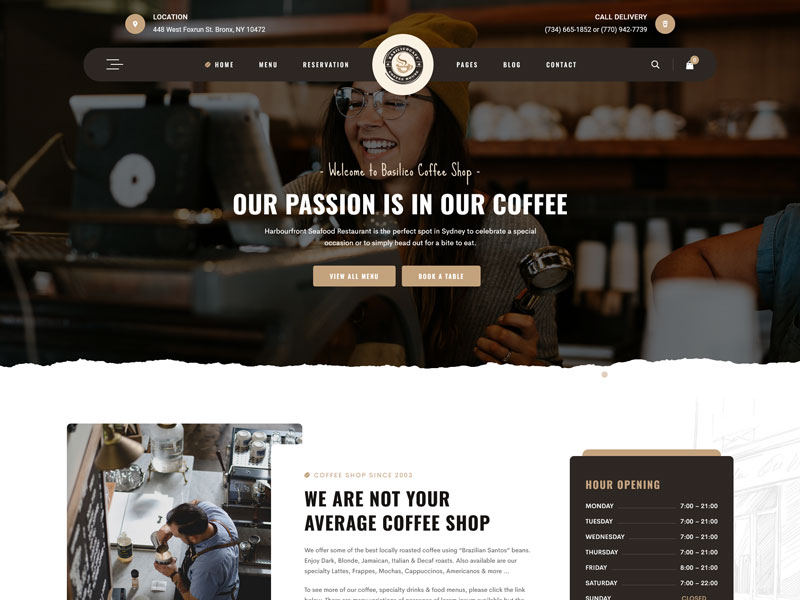 LOCATION
448 West Foxrun St. Bronx, NY 10472
CALL DELIVERY
(734) 665-1852 or (770) 942-7739
HOME
MENU
RESERVATION
PAGES
BLOG
CONTACT
0
- Welcome to Basilico Coffee Shop -
OUR PASSION IS IN OUR COFFEE
Harbourfront Seafood Restaurant is the perfect spot in Sydney to celebrate a special
occasion or to simply head out for a bite to eat.
VIEW ALL MENU
BOOK A TABLE
COFFEE SHOP SINCE 2003
WE ARE NOT YOUR
AVERAGE COFFEE SHOP
We offer some of the best locally roasted coffee using "Brazilian Santos" beans.
Enjoy Dark, Blonde, Jamaican, Italian & Decaf roasts. Also available are our
specialty Lattes, Frappes, Mochas, Cappuccinos, Americanos & more ...
To see more of our coffee, specialty drinks & food menus, please click the link
HOUR OPENING
MONDAY 7:00 – 21:00
TUESDAY 7:00 – 21:00
WEDNESDAY 7:00 – 21:00
THURSDAY 7:00 – 21:00
FRIDAY 8:00 – 21:00
SATURDAY 7:00 – 22:00
SUNDAY CLOSED